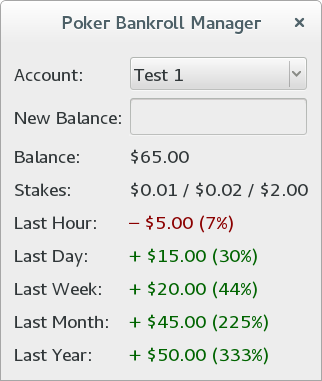 Poker Bankroll Manager ×
Account: Test 1
New Balance:
Balance: $65.00
Stakes: $0.01 / $0.02 / $2.00
Last Hour: – $5.00 (7%)
Last Day: + $15.00 (30%)
Last Week: + $20.00 (44%)
Last Month: + $45.00 (225%)
Last Year: + $50.00 (333%)